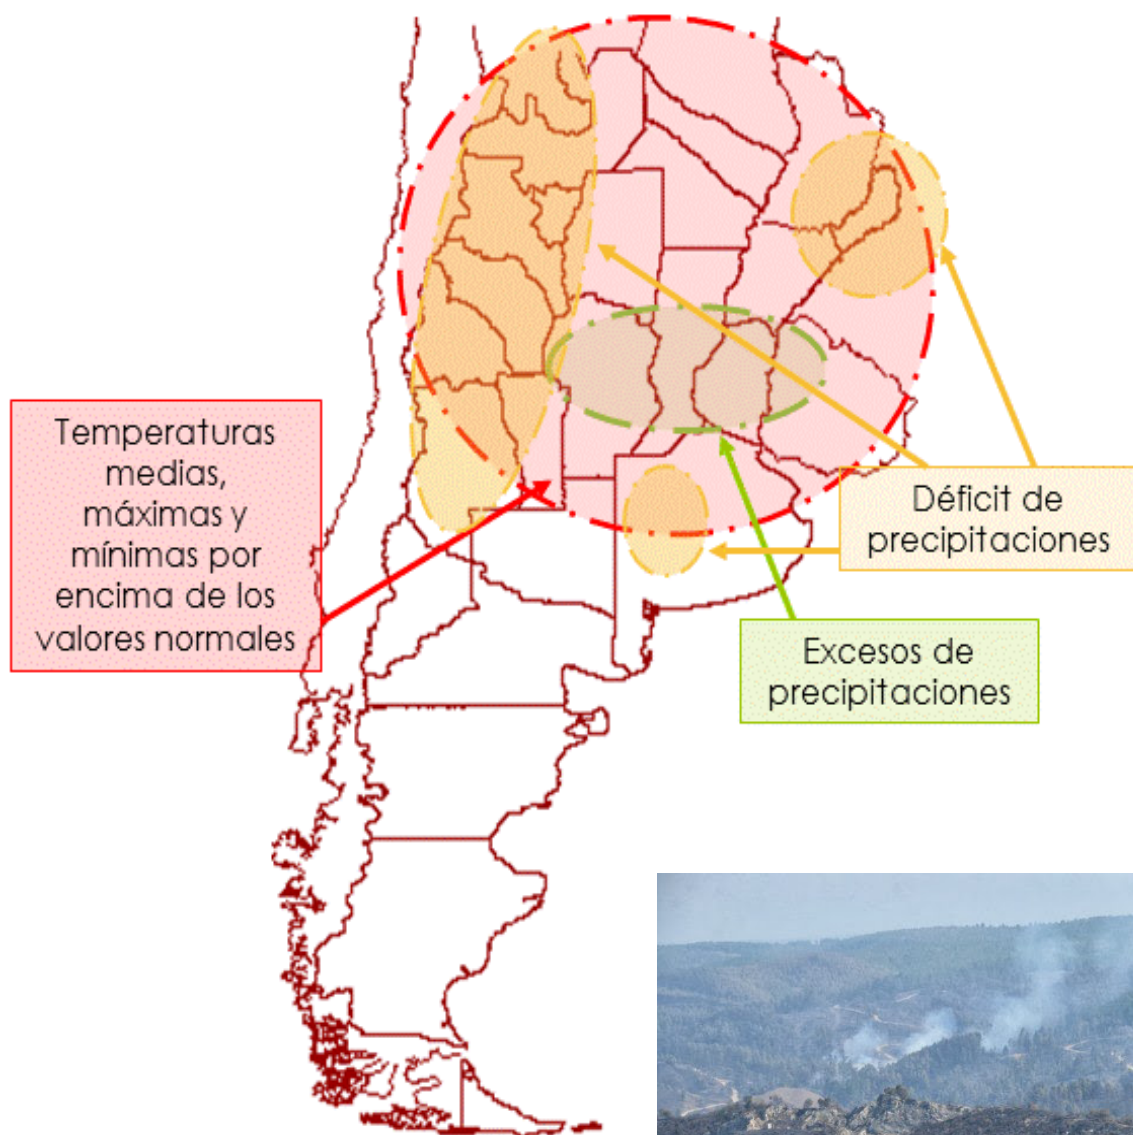 Temperaturas
medias,
máximas y
mínimas por
encima de los
valores normales
Déficit de
precipitaciones
Excesos de
precipitaciones